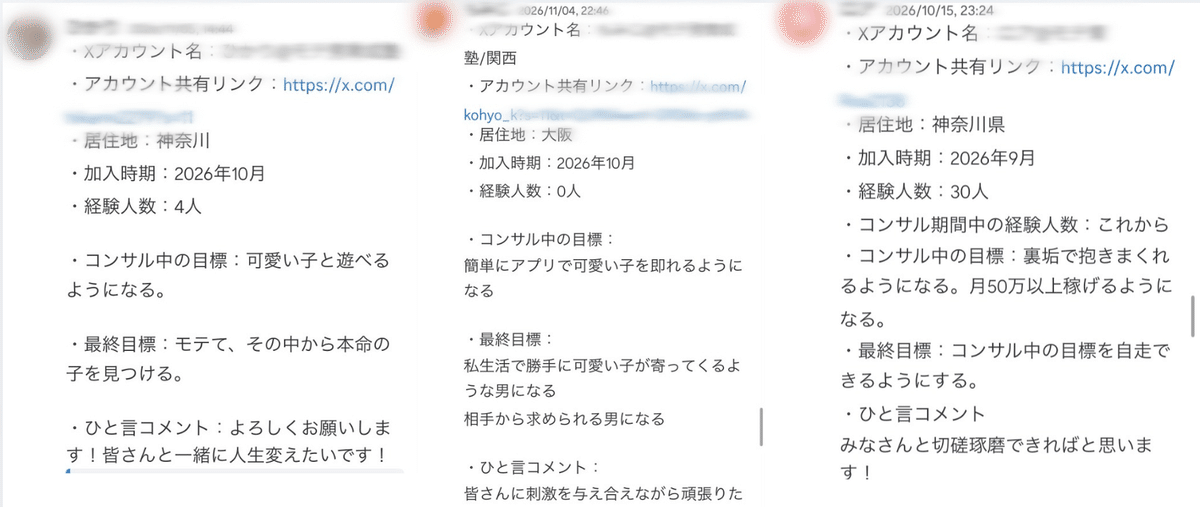 ・Xアカウント名：
・アカウント共有リンク：https://x.com/
・居住地：神奈川
・加入時期：2026年10月
・経験人数：4人
・コンサル中の目標：可愛い子と遊べる
ようになる。
・最終目標：モテて、その中から本命の
子を見つける。
・ひと言コメント：よろしくお願いしま
す！皆さんと一緒に人生変えたいです！
2026/11/04, 22:46
・Xアカウント名：
塾/関西
・アカウント共有リンク：https://x.com/
kohyo_k?s=
・居住地：大阪
・加入時期：2026年10月
・経験人数：0人
・コンサル中の目標：
簡単にアプリで可愛い子を即れるように
なる
・最終目標：
私生活で勝手に可愛い子が寄ってくるよ
うな男になる
相手から求められる男になる
・ひと言コメント：
皆さんに刺激を与え合えながら頑張りた
2026/10/15, 23:24
・Xアカウント名：
・アカウント共有リンク：https://x.com/
・居住地：神奈川県
・加入時期：2026年9月
・経験人数：30人
・コンサル期間中の経験人数：これから
・コンサル中の目標：裏垢で抱きまくれ
るようになる。月50万以上稼げるように
なる。
・最終目標：コンサル中の目標を自走で
きるようにする。
・ひと言コメント
みなさんと切磋琢磨できればと思いま
す！